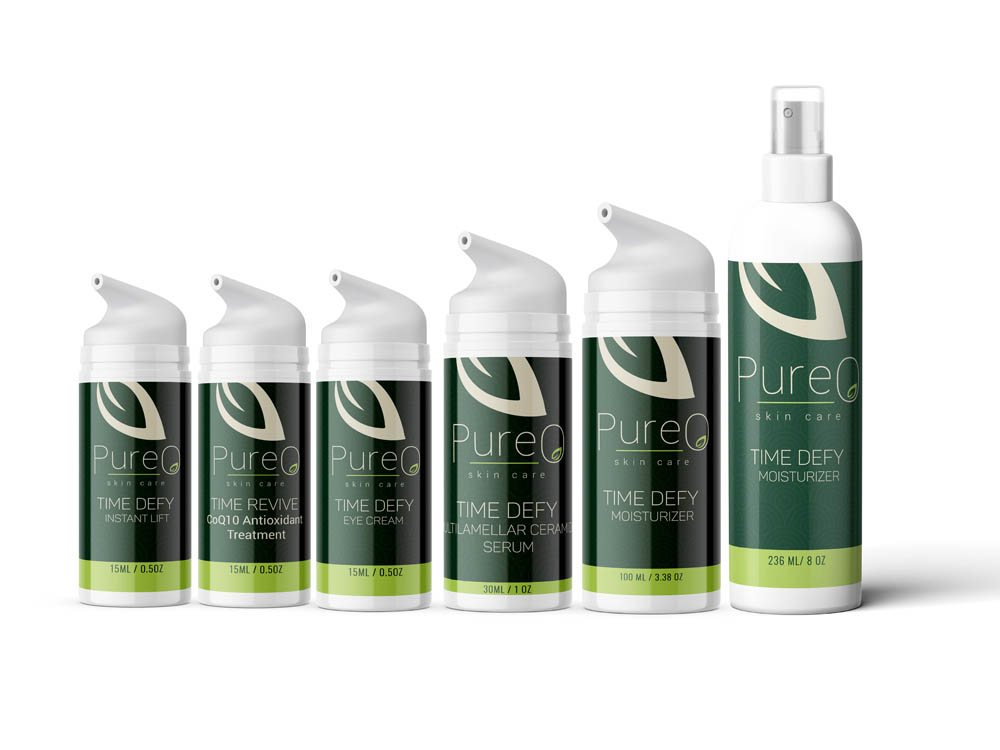 PureQ
skin care
TIME DEFY
INSTANT LIFT
15ML / 0.5OZ
PureQ
skin care
TIME REVIVE
CoQ10 Antioxidant
Treatment
15ML / 0.5OZ
PureQ
skin care
TIME DEFY
EYE CREAM
15ML / 0.5OZ
PureQ
skin care
TIME DEFY
ULTILAMELLAR CERAMID
SERUM
30ML / 1 OZ
PureQ
skin care
TIME DEFY
MOISTURIZER
100 ML / 3.38 OZ
PureQ
skin care
TIME DEFY
MOISTURIZER
236 ML/ 8 OZ